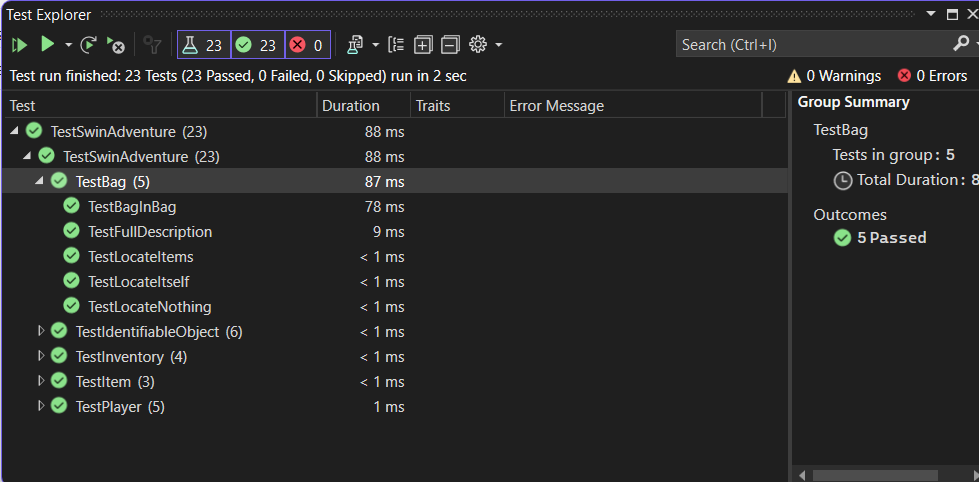 Test Explorer
23 23 0 Search (Ctrl+I)
Test run finished: 23 Tests (23 Passed, 0 Failed, 0 Skipped) run in 2 sec 0 Warnings 0 Errors
Test Duration Traits Error Message
TestSwinAdventure (23) 88 ms
TestSwinAdventure (23) 88 ms
TestBag (5) 87 ms
TestBagInBag 78 ms
TestFullDescription 9 ms
TestLocateItems < 1 ms
TestLocateItself < 1 ms
TestLocateNothing < 1 ms
TestIdentifiableObject (6) < 1 ms
TestInventory (4) < 1 ms
TestItem (3) < 1 ms
TestPlayer (5) 1 ms
Group Summary
TestBag
Tests in group: 5
Total Duration: 8
Outcomes
5 Passed